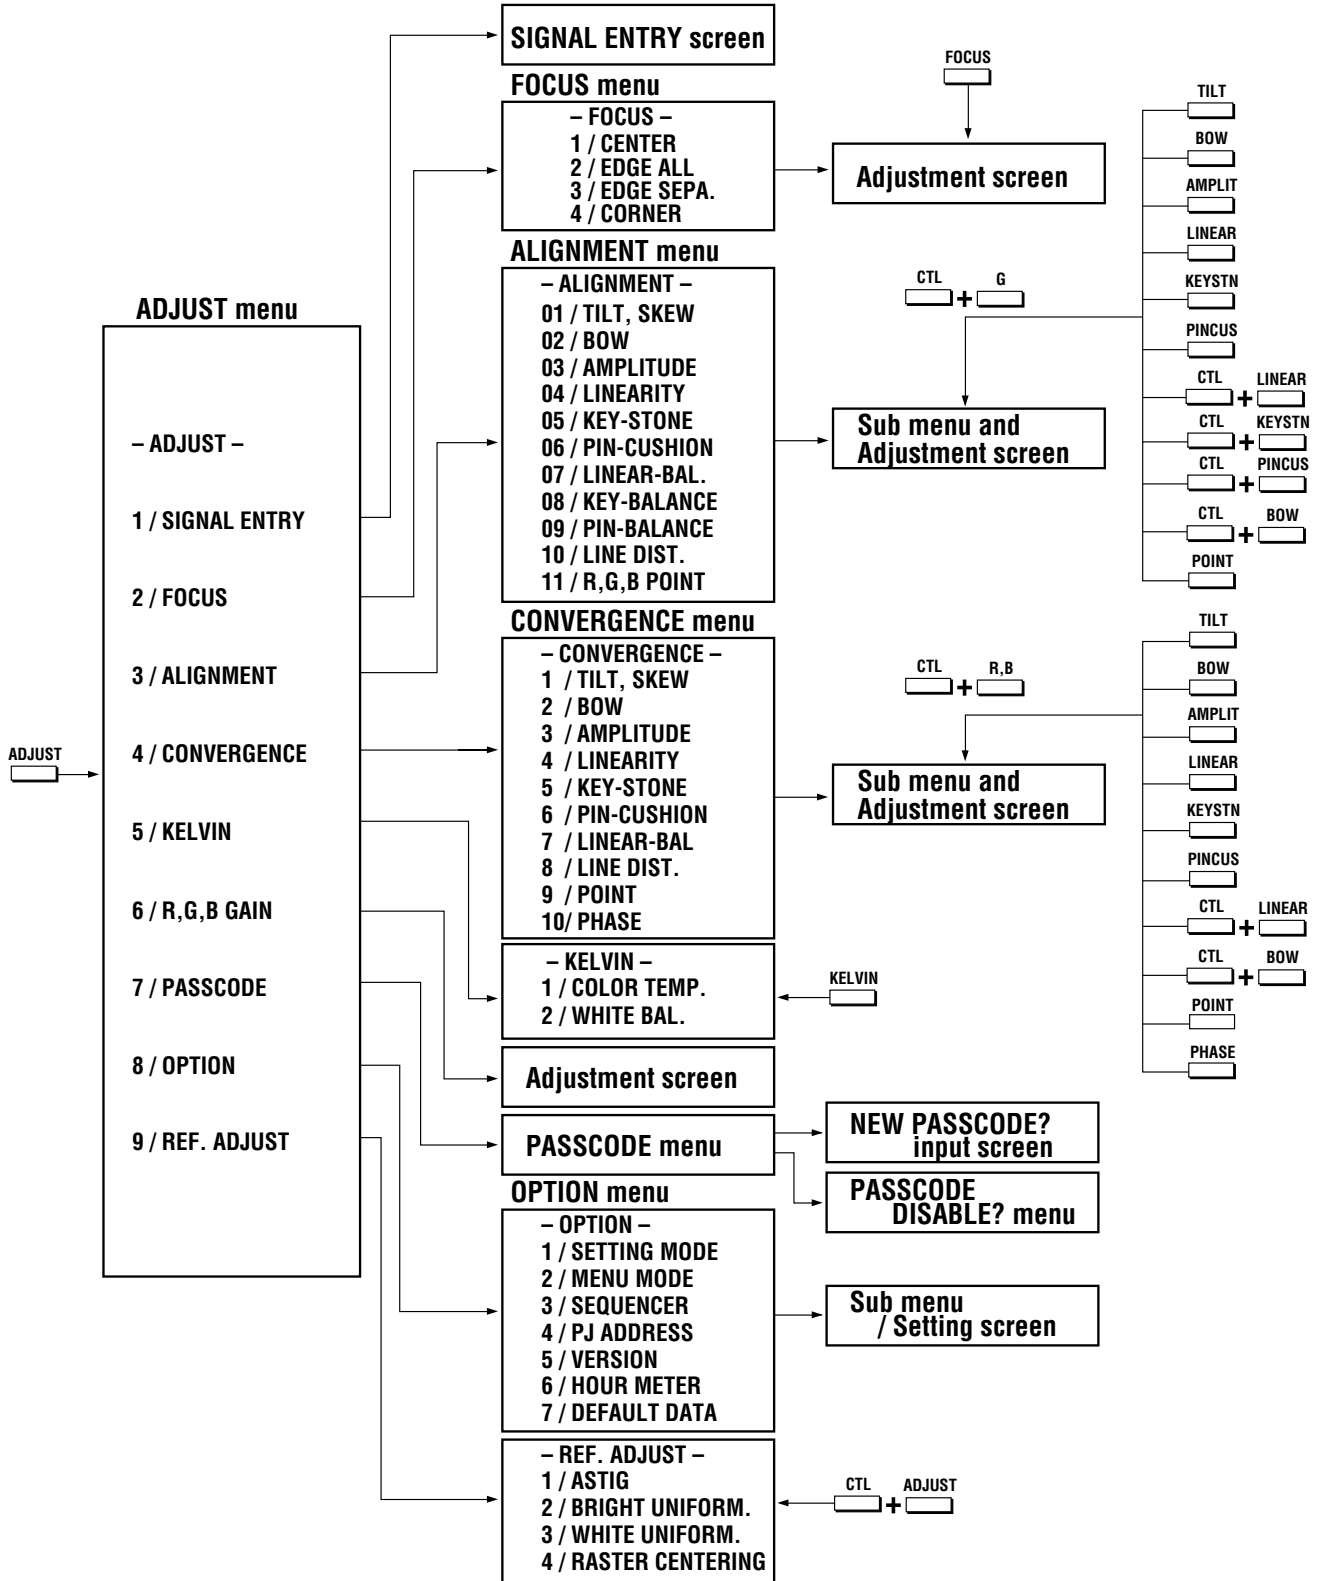 ADJUST
ADJUST menu
– ADJUST –
1 / SIGNAL ENTRY
2 / FOCUS
3 / ALIGNMENT
4 / CONVERGENCE
5 / KELVIN
6 / R,G,B GAIN
7 / PASSCODE
8 / OPTION
9 / REF. ADJUST
SIGNAL ENTRY screen
FOCUS menu
– FOCUS –
1 / CENTER
2 / EDGE ALL
3 / EDGE SEPA.
4 / CORNER
FOCUS
Adjustment screen
ALIGNMENT menu
– ALIGNMENT –
01 / TILT, SKEW
02 / BOW
03 / AMPLITUDE
04 / LINEARITY
05 / KEY-STONE
06 / PIN-CUSHION
07 / LINEAR-BAL.
08 / KEY-BALANCE
09 / PIN-BALANCE
10 / LINE DIST.
11 / R,G,B POINT
CTL + G
Sub menu and
Adjustment screen
TILT
BOW
AMPLIT
LINEAR
KEYSTN
PINCUS
CTL + LINEAR
CTL + KEYSTN
CTL + PINCUS
CTL + BOW
POINT
CONVERGENCE menu
– CONVERGENCE –
1 / TILT, SKEW
2 / BOW
3 / AMPLITUDE
4 / LINEARITY
5 / KEY-STONE
6 / PIN-CUSHION
7 / LINEAR-BAL
8 / LINE DIST.
9 / POINT
10/ PHASE
CTL + R,B
Sub menu and
Adjustment screen
TILT
BOW
AMPLIT
LINEAR
KEYSTN
PINCUS
CTL + LINEAR
CTL + BOW
POINT
PHASE
– KELVIN –
1 / COLOR TEMP.
2 / WHITE BAL.
KELVIN
Adjustment screen
PASSCODE menu
NEW PASSCODE?
input screen
PASSCODE
DISABLE? menu
OPTION menu
– OPTION –
1 / SETTING MODE
2 / MENU MODE
3 / SEQUENCER
4 / PJ ADDRESS
5 / VERSION
6 / HOUR METER
7 / DEFAULT DATA
Sub menu
/ Setting screen
– REF. ADJUST –
1 / ASTIG
2 / BRIGHT UNIFORM.
3 / WHITE UNIFORM.
4 / RASTER CENTERING
CTL + ADJUST